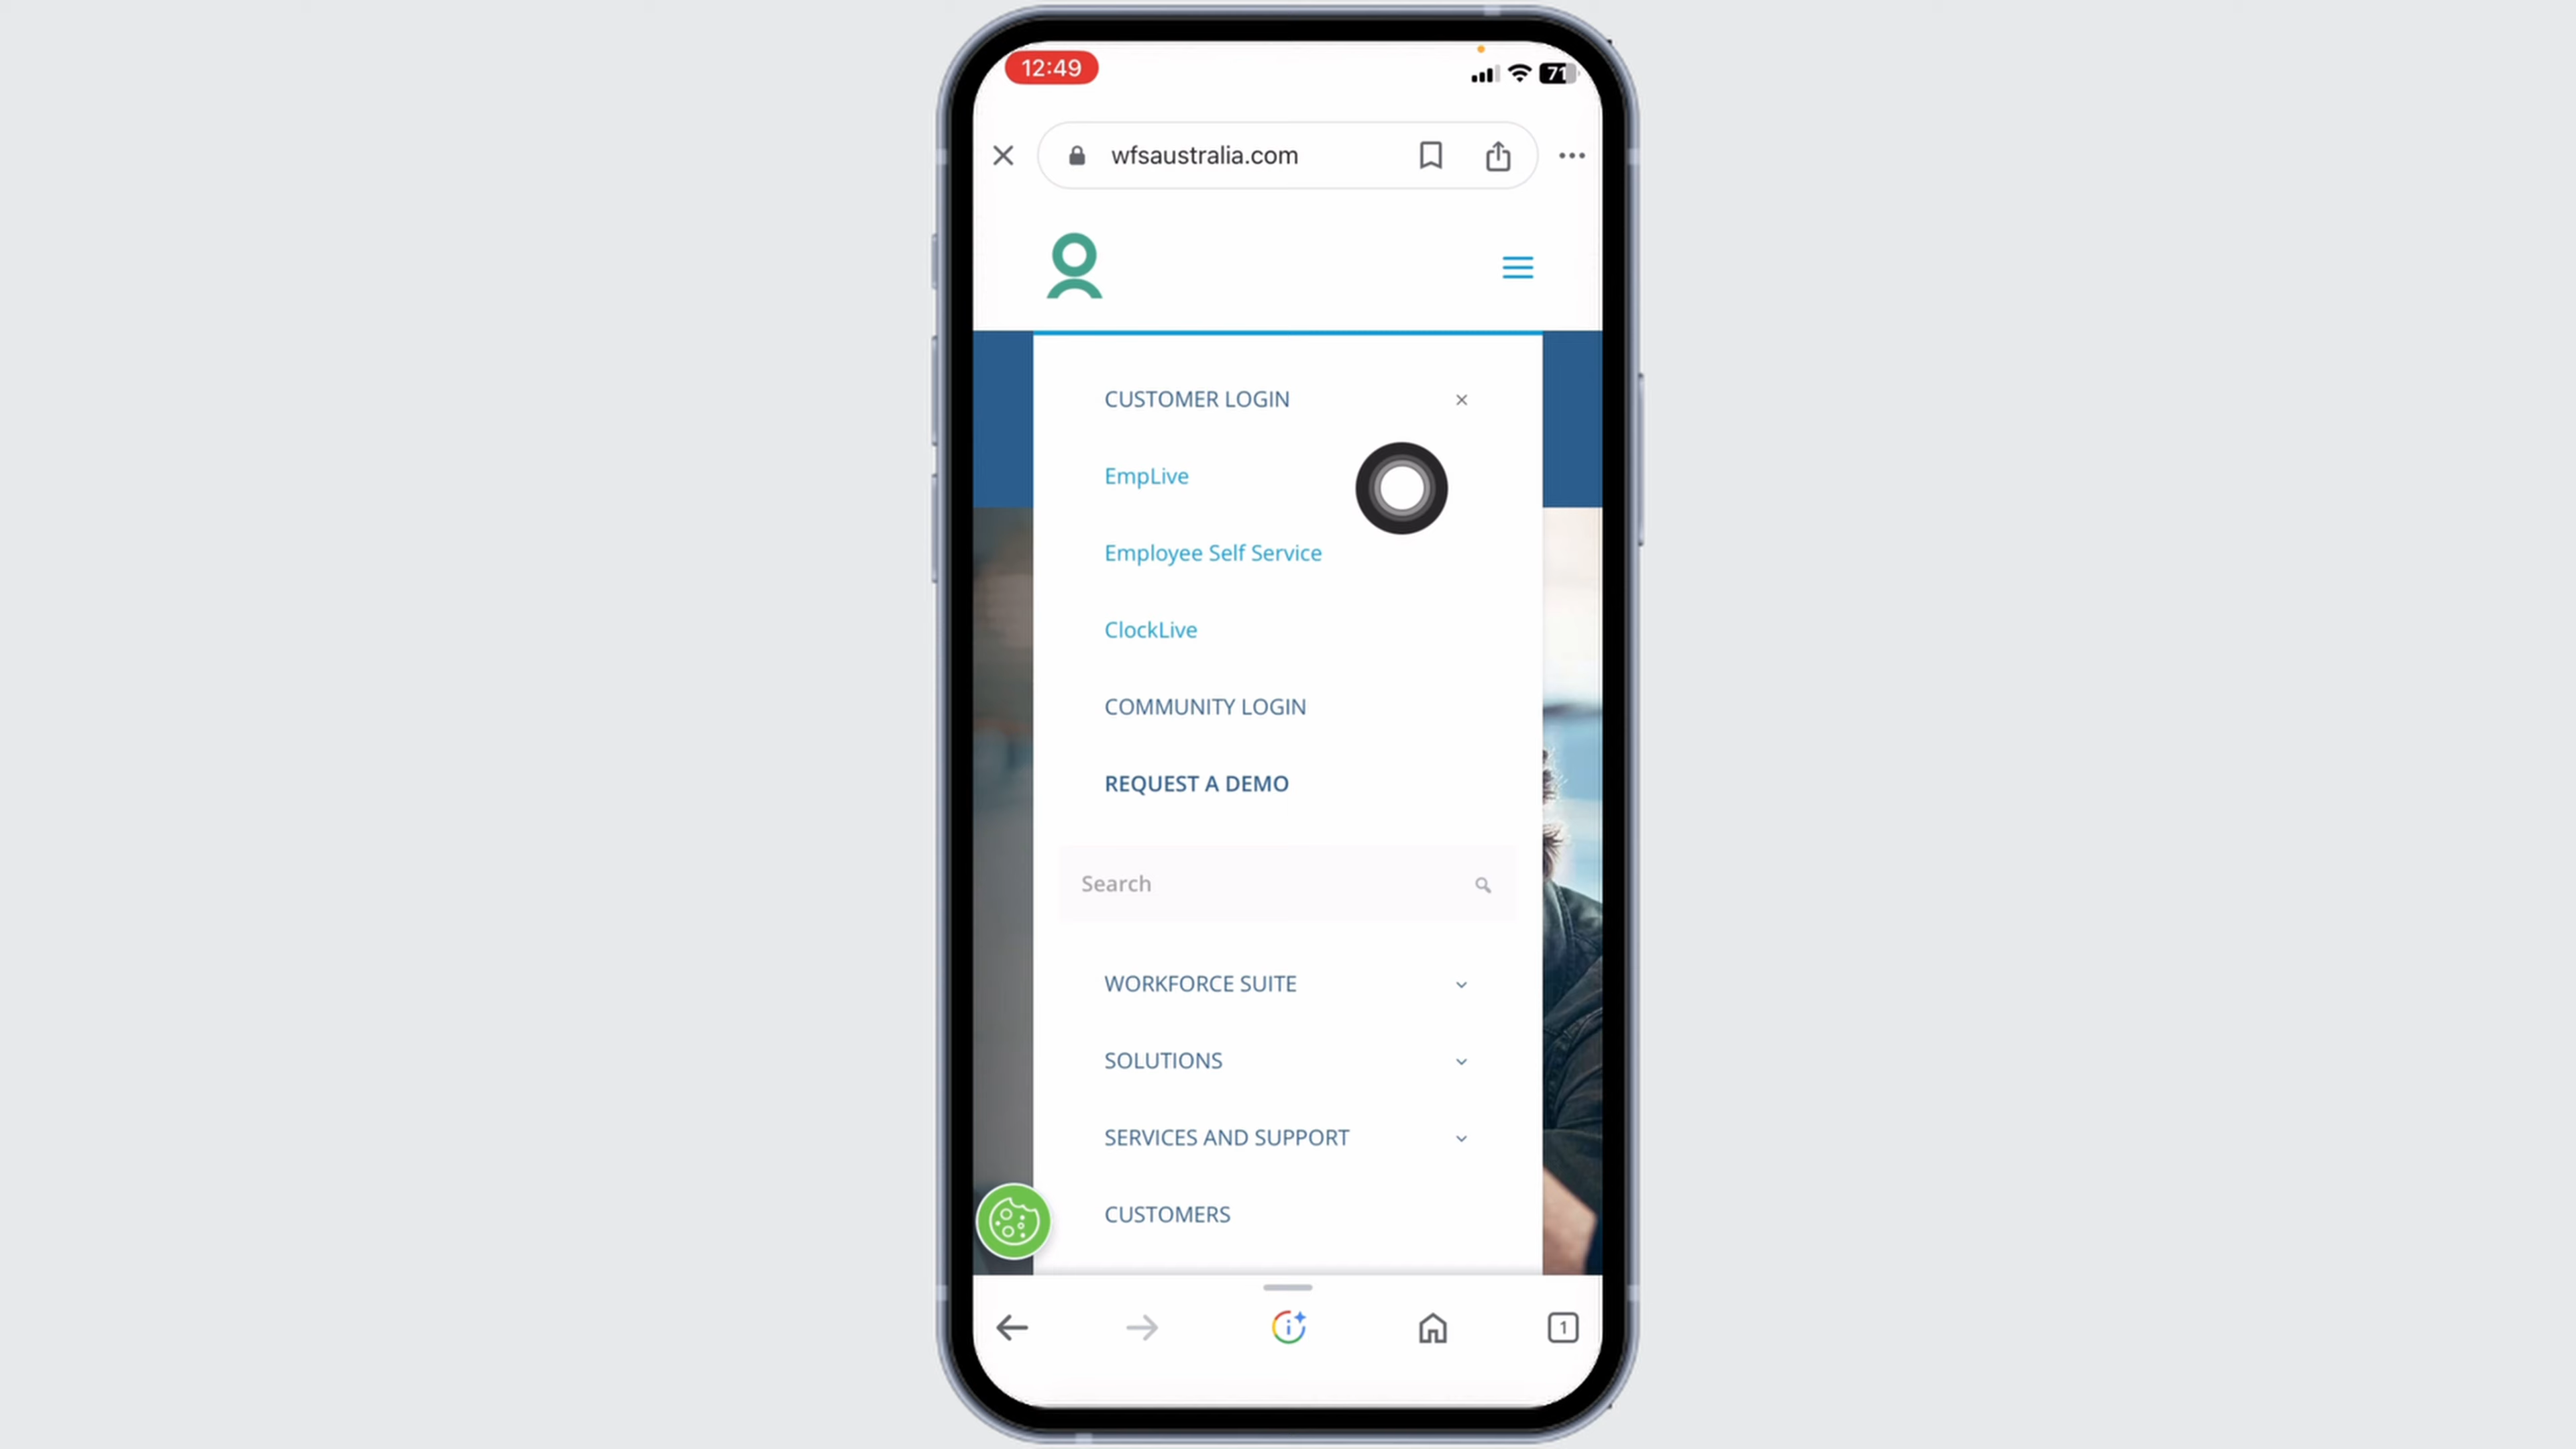 12:49
71
wfsaustralia.com
CUSTOMER LOGIN
EmpLive
Employee Self Service
ClockLive
COMMUNITY LOGIN
REQUEST A DEMO
Search
WORKFORCE SUITE
SOLUTIONS
SERVICES AND SUPPORT
CUSTOMERS
1